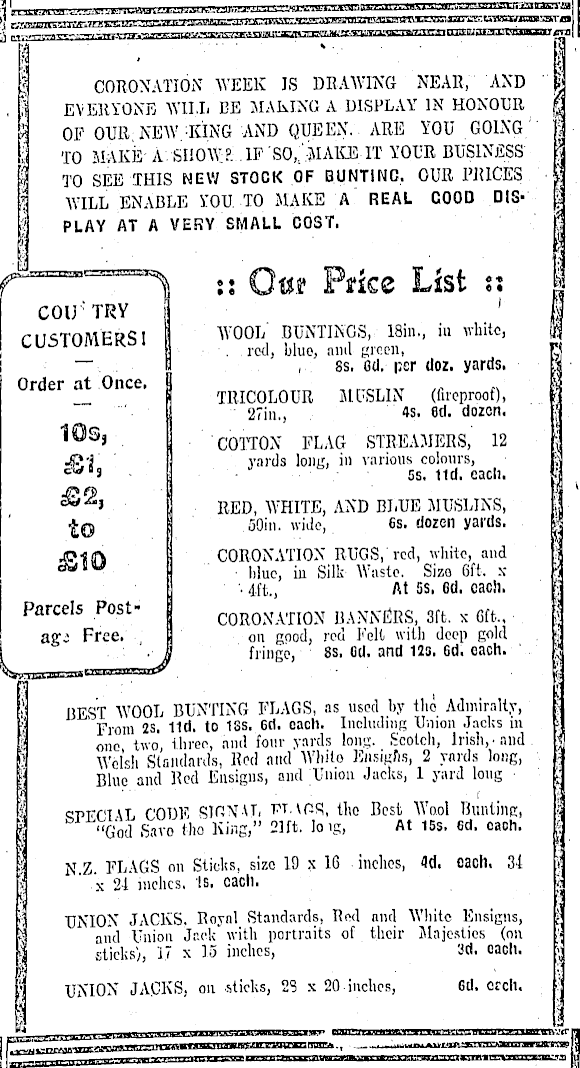 CORONATION WEEK IS DRAWING NEAR, AND
EVERYONE WILL BE MAKING A DISPLAY IN HONOUR
OF OUR NEW KING AND QUEEN. ARE YOU GOING
TO MAKE A SHOW? IF SO, MAKE IT YOUR BUSINESS
TO SEE THIS NEW STOCK OF BUNTING. OUR PRICES
WILL ENABLE YOU TO MAKE A REAL GOOD DIS-
PLAY AT A VERY SMALL COST.
COUNTRY
CUSTOMERS!
Order at Once.
10s,
£1,
£2,
to
£10
Parcels Post-
age Free.
:: Our Price List ::
WOOL BUNTINGS, 18in., in white,
red, blue, and green,
8s. 6d. per doz. yards.
TRICOLOUR MUSLIN (fireproof),
27in., 4s. 6d. dozen.
COTTON FLAG STREAMERS, 12
yards long, in various colours,
5s. 11d. each.
RED, WHITE, AND BLUE MUSLINS,
50in. wide, 6s. dozen yards.
CORONATION RUGS, red, white, and
blue, in Silk Waste. Size 6ft. x
4ft., At 5s. 6d. each.
CORONATION BANNERS, 3ft. x 6ft.,
on good, red Felt with deep gold
fringe, 8s. 6d. and 12s. 6d. each.
BEST WOOL BUNTING FLAGS, as used by the Admiralty,
From 2s. 11d. to 18s. 6d. each. Including Union Jacks in
one, two, three, and four yards long. Scotch, Irish, and
Welsh Standards, Red and White Ensigns, 2 yards long,
Blue and Red Ensigns, and Union Jacks, 1 yard long
SPECIAL CODE SIGNAL FLAGS, the Best Wool Bunting,
"God Save the King," 21ft. long, At 15s. 6d. each.
N.Z. FLAGS on Sticks, size 19 x 16 inches, 4d. each. 34
x 24 inches, 1s. each.
UNION JACKS, Royal Standards, Red and White Ensigns,
and Union Jack with portraits of their Majesties (on
sticks), 17 x 15 inches, 3d. each.
UNION JACKS, on sticks, 28 x 20 inches, 6d. each.